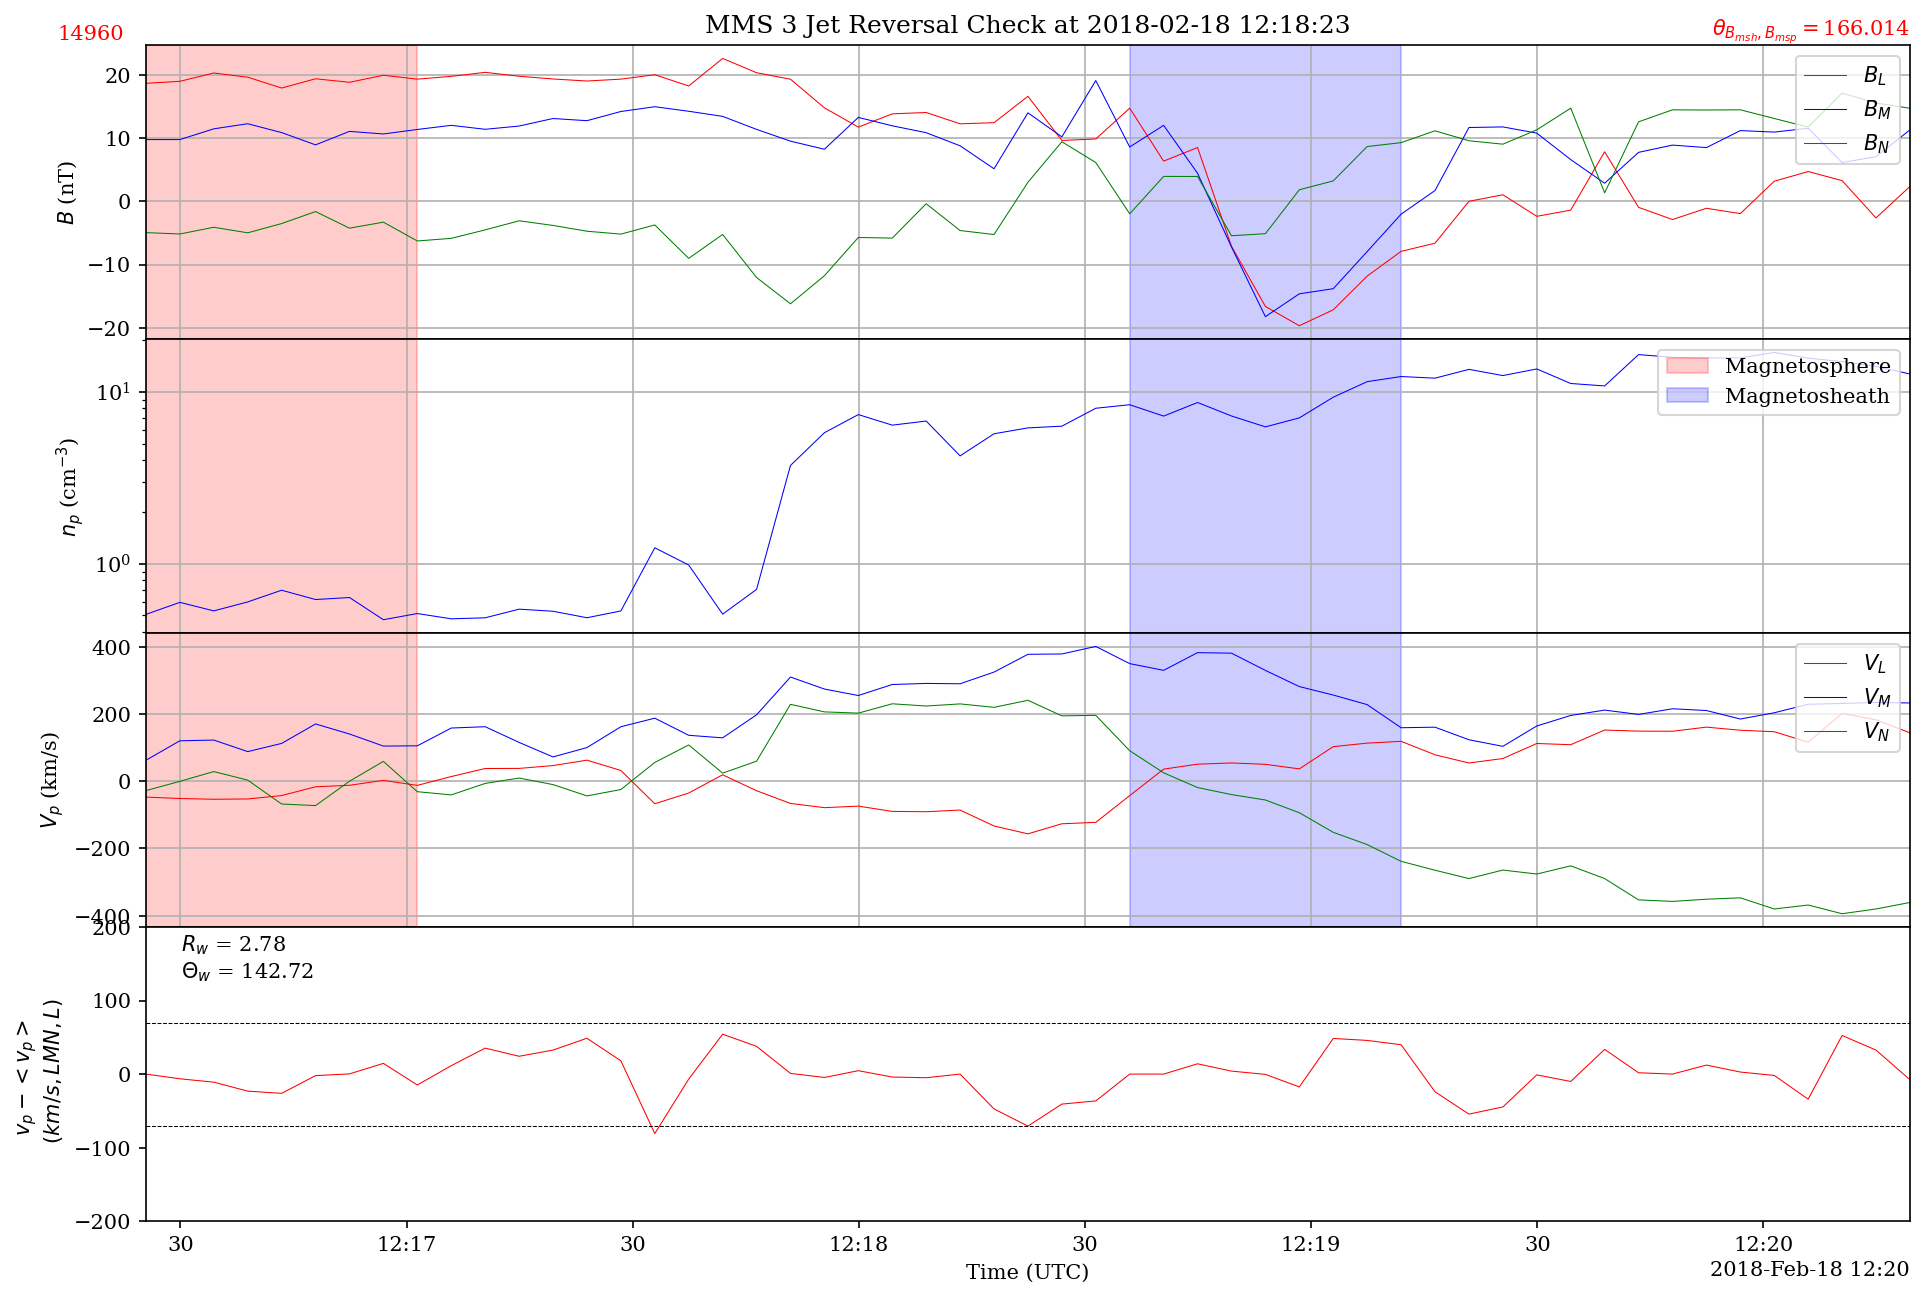 MMS 3 Jet Reversal Check at 2018-02-18 12:18:23
14960
θ_{B_{msh}, B_{msp}} = 166.014
20
10
0
−10
−20
B (nT)
B_L
B_M
B_N
10^1
10^0
n_p (cm^{−3})
Magnetosphere
Magnetosheath
400
200
0
−200
−400
V_p (km/s)
V_L
V_M
V_N
200
100
0
−100
−200
v_p − < v_p >
(km/s, LMN, L)
R_w = 2.78
Θ_w = 142.72
30
12:17
30
12:18
30
12:19
30
12:20
Time (UTC)
2018-Feb-18 12:20